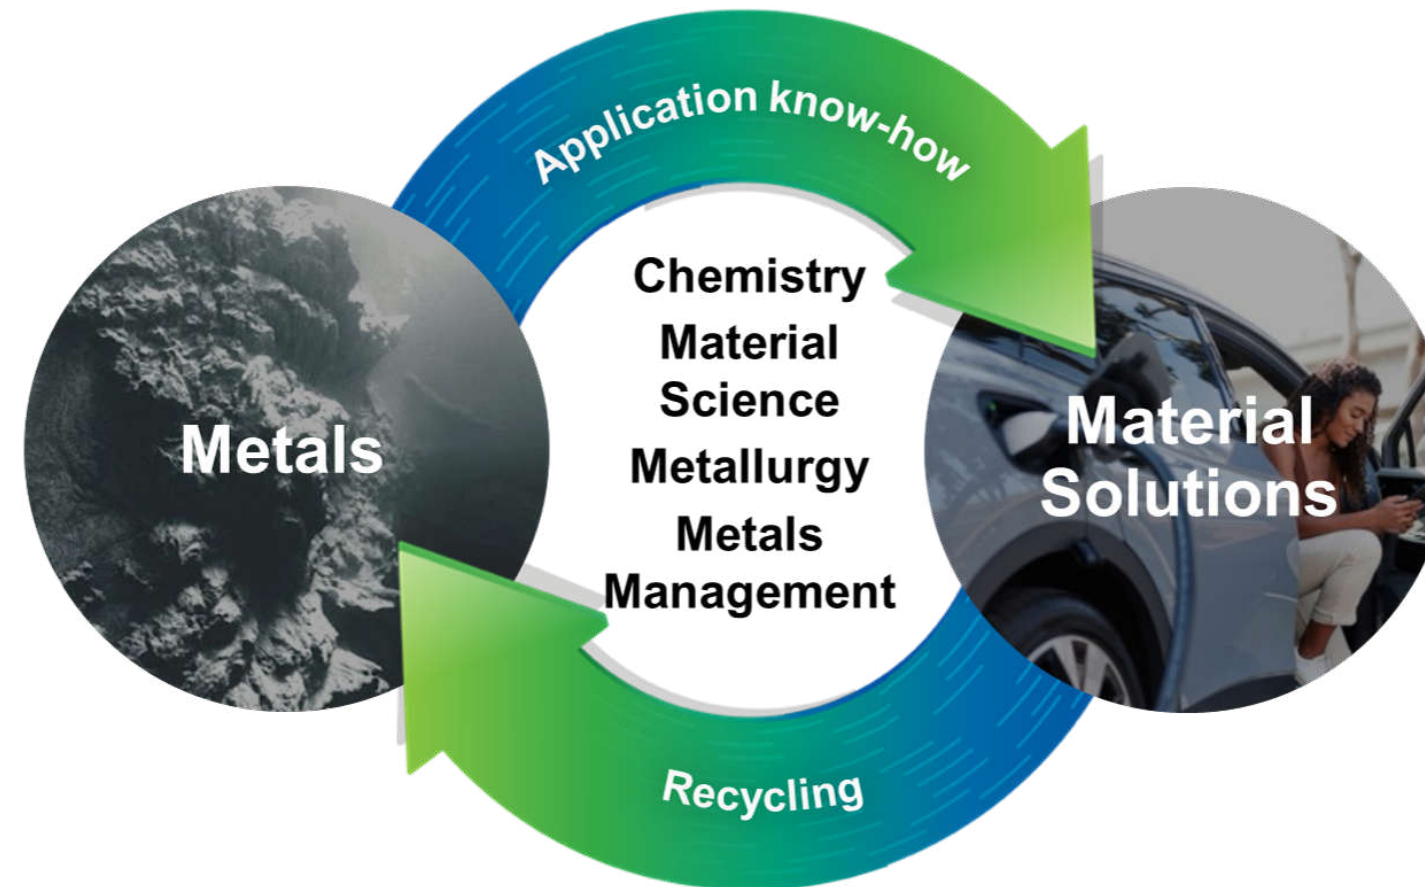 Application know-how
Chemistry
Material
Science
Metallurgy
Metals
Management
Metals
Material
Solutions
Recycling